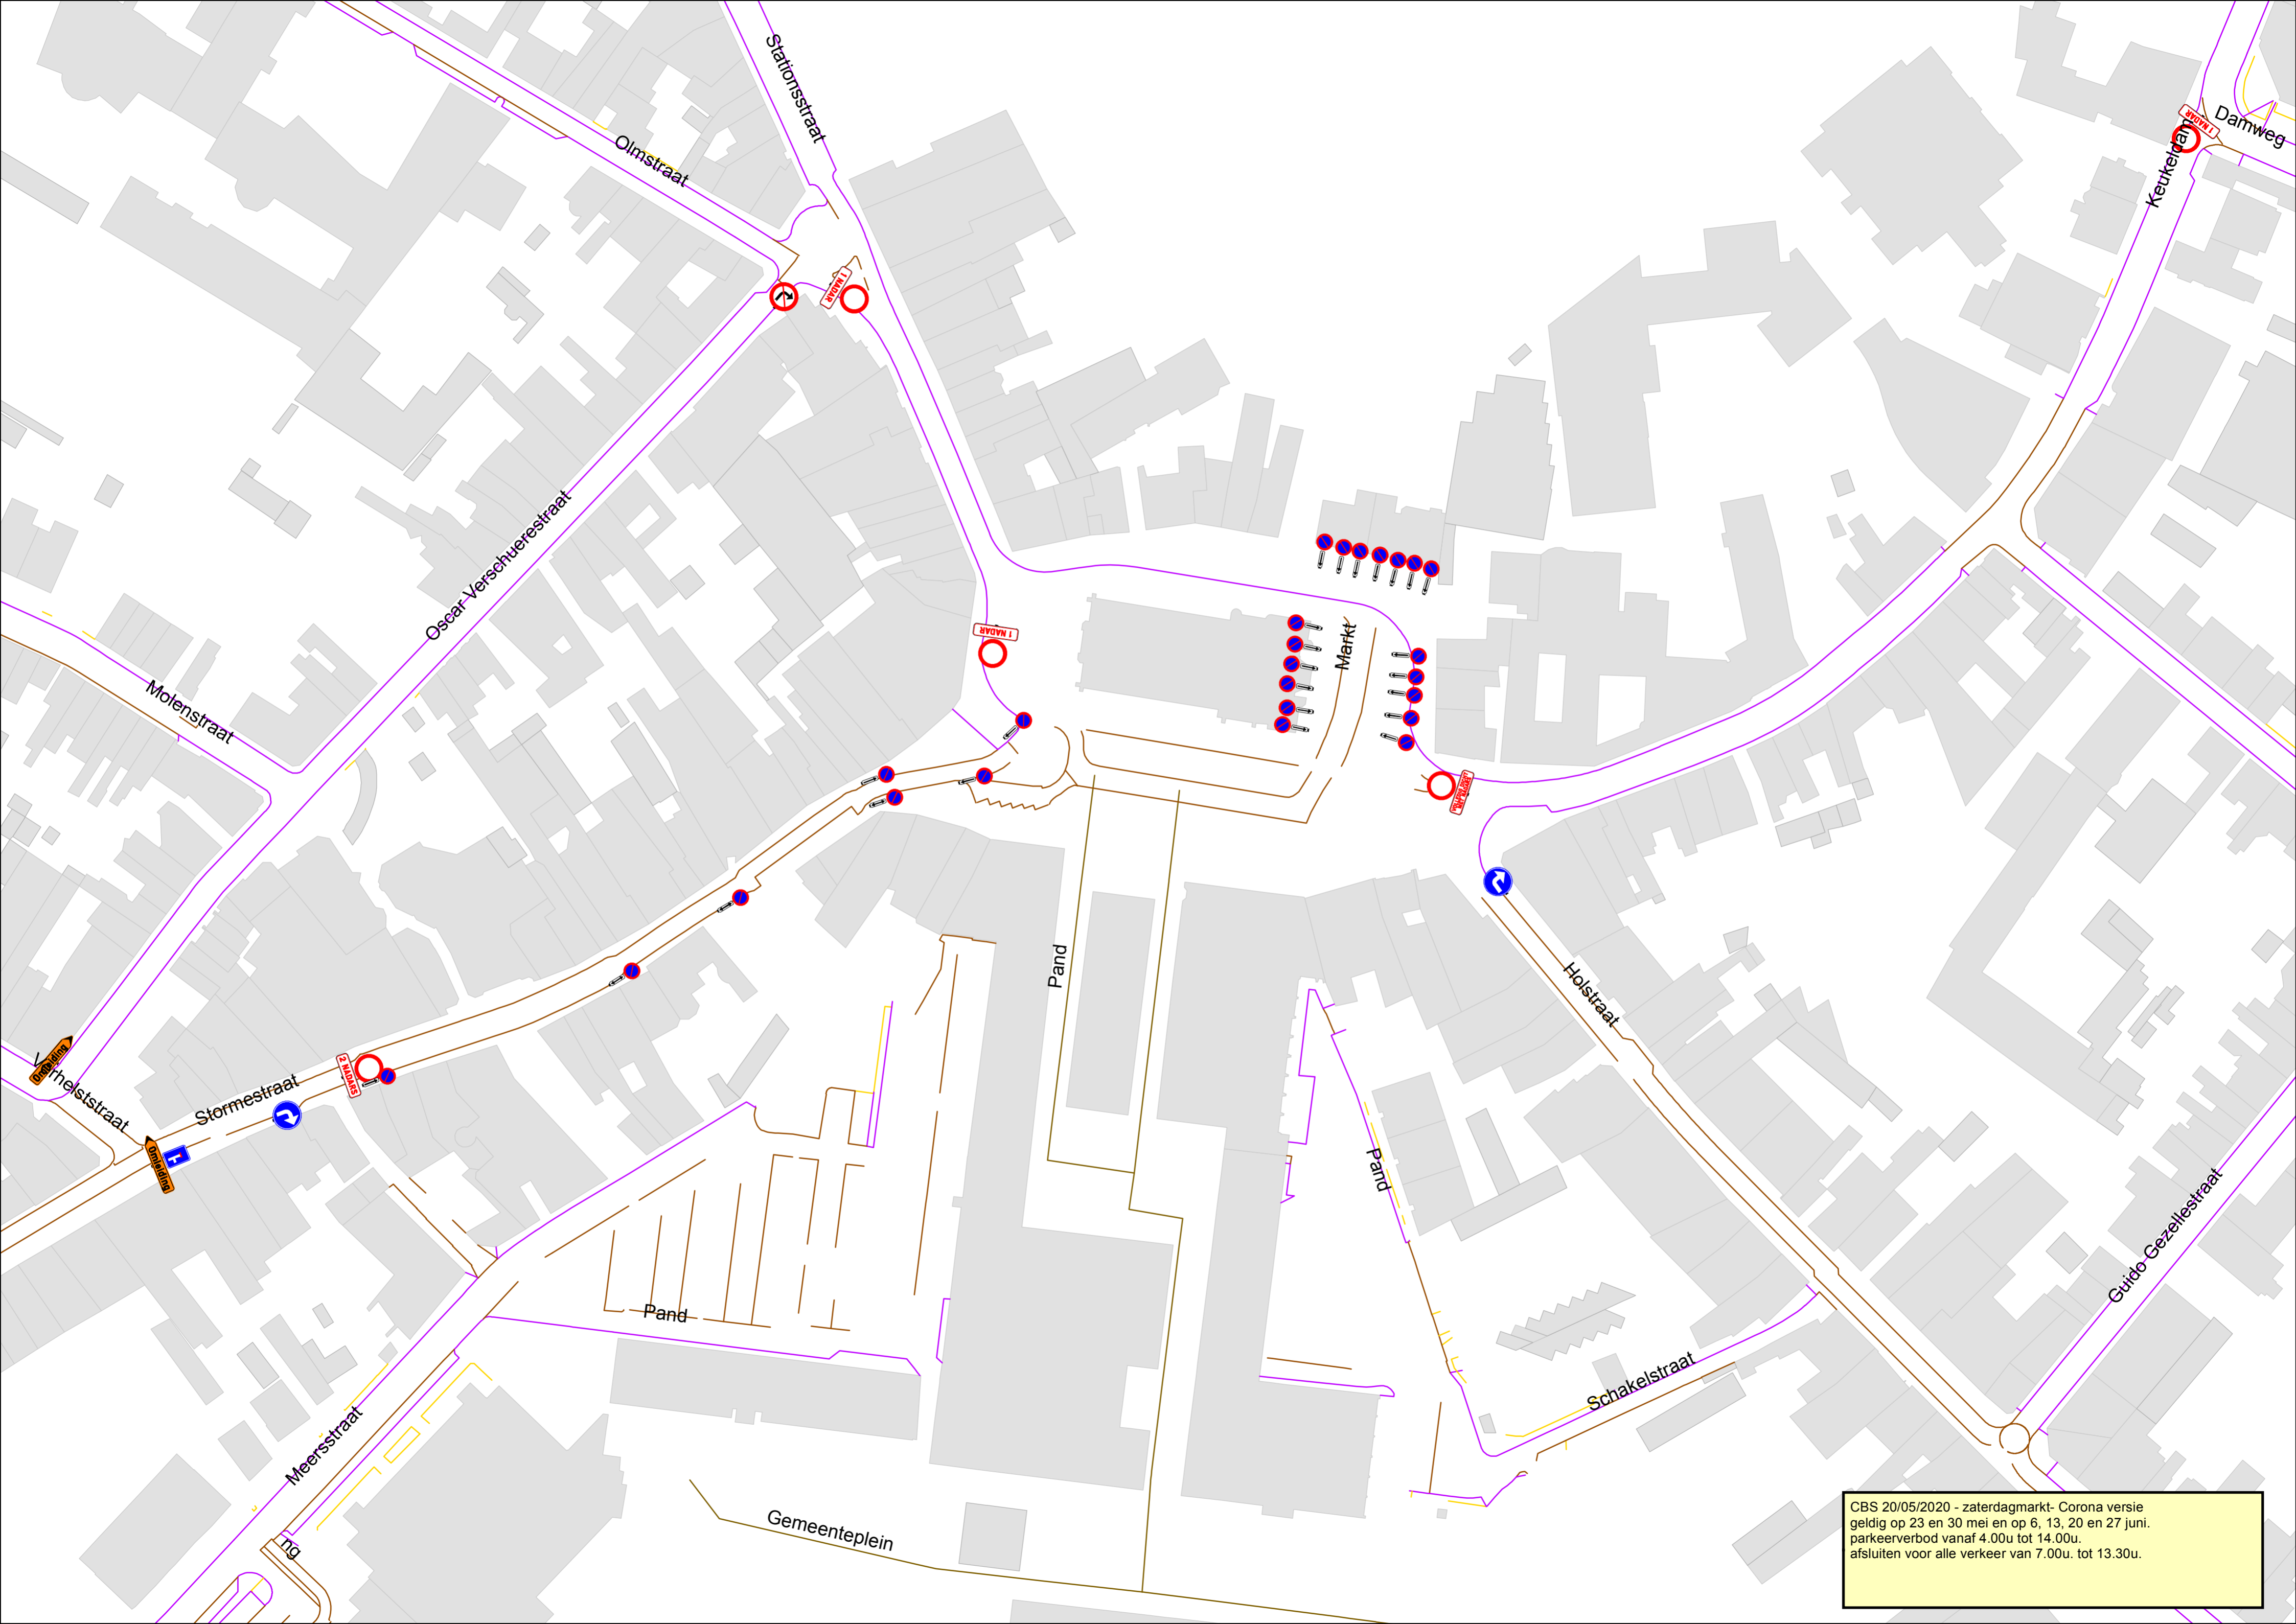 Stationsstraat
Olmstraat
1 NADAR
Damweg
Keukeldam
1 NADAR
Oscar Verschuerestraat
Molenstraat
1 NADAR
Markt
Pand
Holstraat
Omleiding
Stormestraat
2 NADARS
Omleiding
Pand
Guido Gezellestraat
Pand
Schakelstraat
Meersstraat
Gemeenteplein
ng
CBS 20/05/2020 - zaterdagmarkt- Corona versie
geldig op 23 en 30 mei en op 6, 13, 20 en 27 juni.
parkeerverbod vanaf 4.00u tot 14.00u.
afsluiten voor alle verkeer van 7.00u. tot 13.30u.